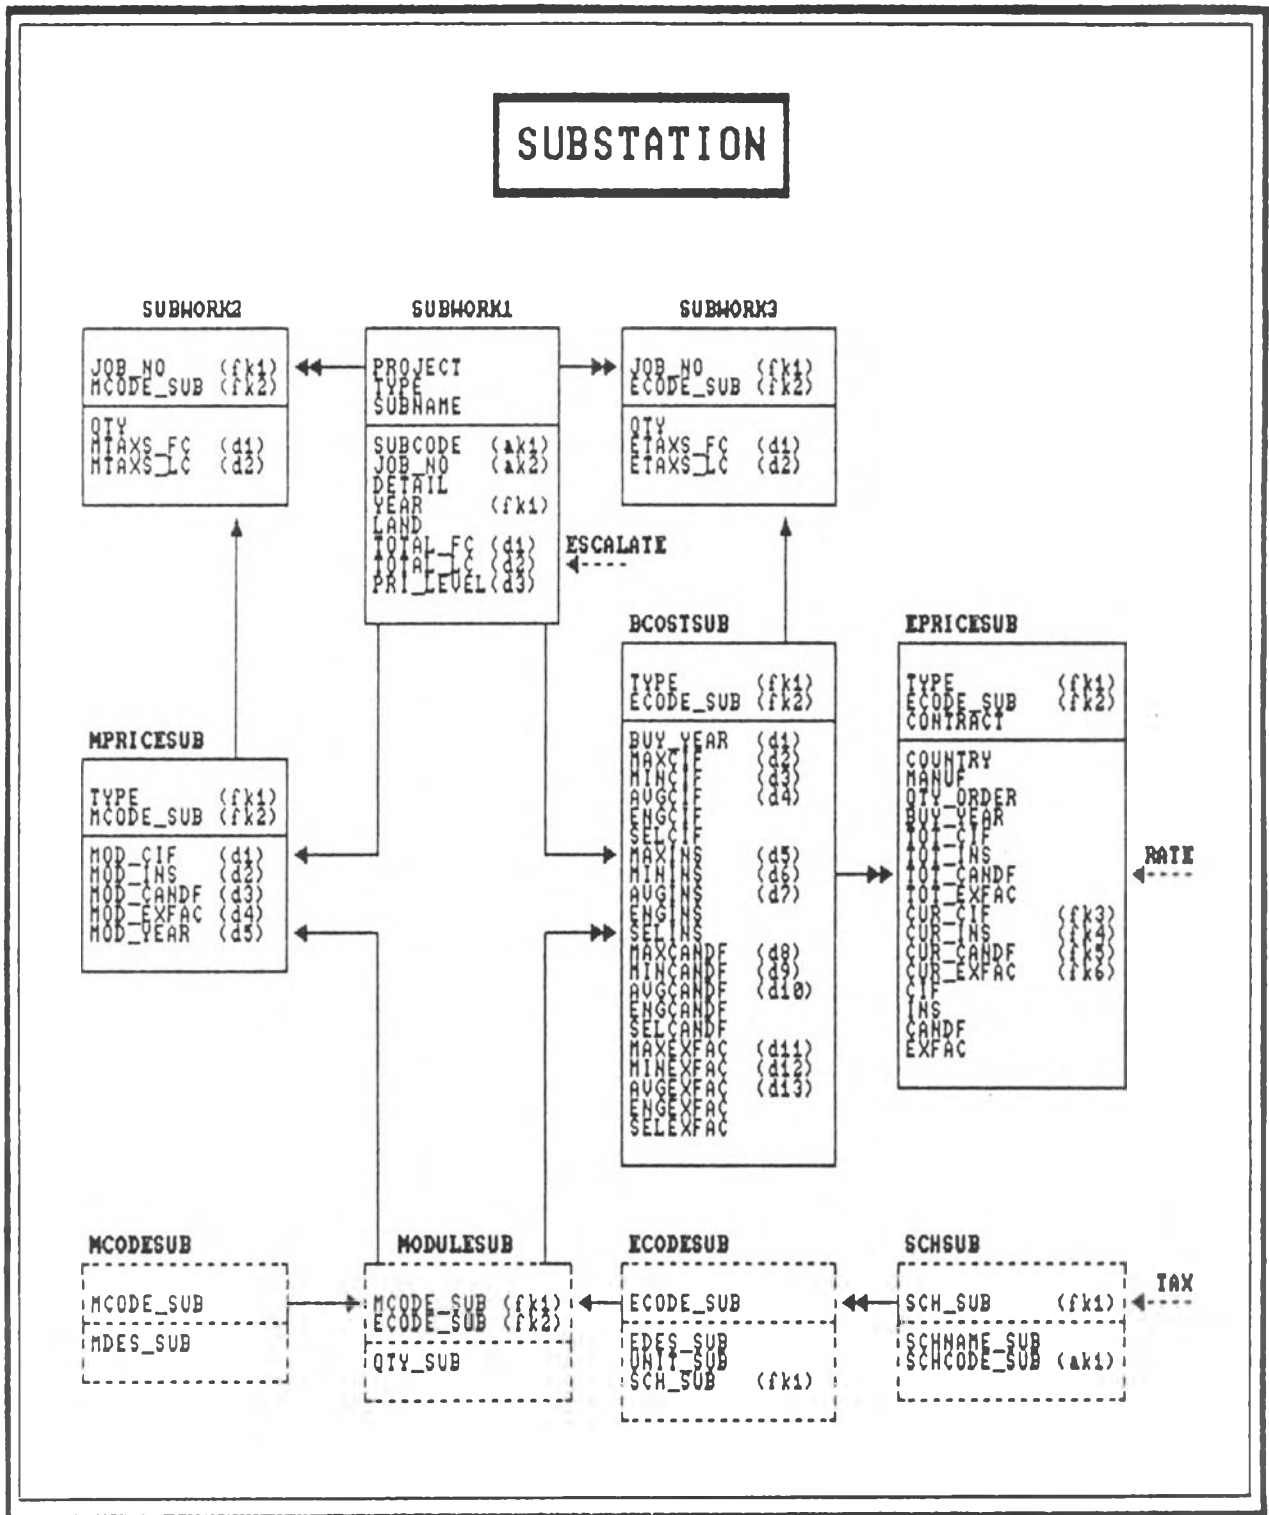 SUBSTATION
SUBWORK2
JOB_NO (fk1)
MCODE_SUB (fk2)
QTY
MTAXS_FC (d1)
MTAXS_LC (d2)
SUBWORK1
PROJECT
TYPE
SUBNAME
SUBCODE (ak1)
JOB_NO (ak2)
DETAIL
YEAR (fk1)
LAND
TOTAL_FC (d1)
TOTAL_LC (d2)
PRI_LEVEL (d3)
SUBWORK3
JOB_NO (fk1)
ECODE_SUB (fk2)
QTY
ETAXS_FC (d1)
ETAXS_LC (d2)
ESCALATE
MPRICESUB
TYPE (fk1)
MCODE_SUB (fk2)
MOD_CIF (d1)
MOD_INS (d2)
MOD_CANDF (d3)
MOD_EXFAC (d4)
MOD_YEAR (d5)
BCOSTSUB
TYPE (fk1)
ECODE_SUB (fk2)
BUY_YEAR (d1)
MAXCIF (d2)
MINCIF (d3)
AVGCIF (d4)
ENGCIF
SELCIF
MAXINS (d5)
MININS (d6)
AVGINS (d7)
ENGINS
SELINS
MAXCANDF (d8)
MINCANDF (d9)
AVGCANDF (d10)
ENGCANDF
SELCANDF
MAXEXFAC (d11)
MINEXFAC (d12)
AVGEXFAC (d13)
ENGEXFAC
SELEXFAC
EPRICESUB
TYPE (fk1)
ECODE_SUB (fk2)
CONTRACT
COUNTRY
MANUF
QTY_ORDER
BUY_YEAR
TOT_CIF
TOT_INS
TOT_CANDF
TOT_EXFAC
CUR_CIF (fk3)
CUR_INS (fk4)
CUR_CANDF (fk5)
CUR_EXFAC (fk6)
CIF
INS
CANDF
EXFAC
RATE
MCODESUB
MCODE_SUB
MDES_SUB
MODULESUB
MCODE_SUB (fk1)
ECODE_SUB (fk2)
QTY_SUB
ECODESUB
ECODE_SUB
EDES_SUB
UNIT_SUB
SCH_SUB (fk1)
SCHSUB
SCH_SUB (fk1)
SCHNAME_SUB
SCHCODE_SUB (ak1)
TAX